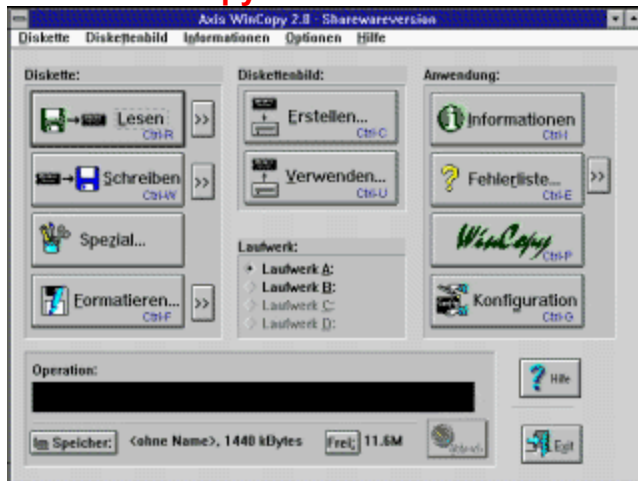 Axis WinCopy 2.0 - Sharewareversion
Diskette Diskettenbild Informationen Optionen Hilfe
Diskette:
Lesen
Ctrl-R
>>
Schreiben
Ctrl-W
>>
Spezial...
Formatieren...
Ctrl-F
>>
Diskettenbild:
Erstellen...
Ctrl-C
Verwenden...
Ctrl-U
Laufwerk:
Laufwerk A:
Laufwerk B:
Laufwerk C:
Laufwerk D:
Anwendung:
Informationen
Ctrl-I
Fehlerliste...
Ctrl-E
>>
WinCopy
Ctrl-P
Konfiguration
Ctrl-G
Operation:
Im Speicher: <ohne Name>, 1440 kBytes Frei: 11.6M
Hilfe
Exit